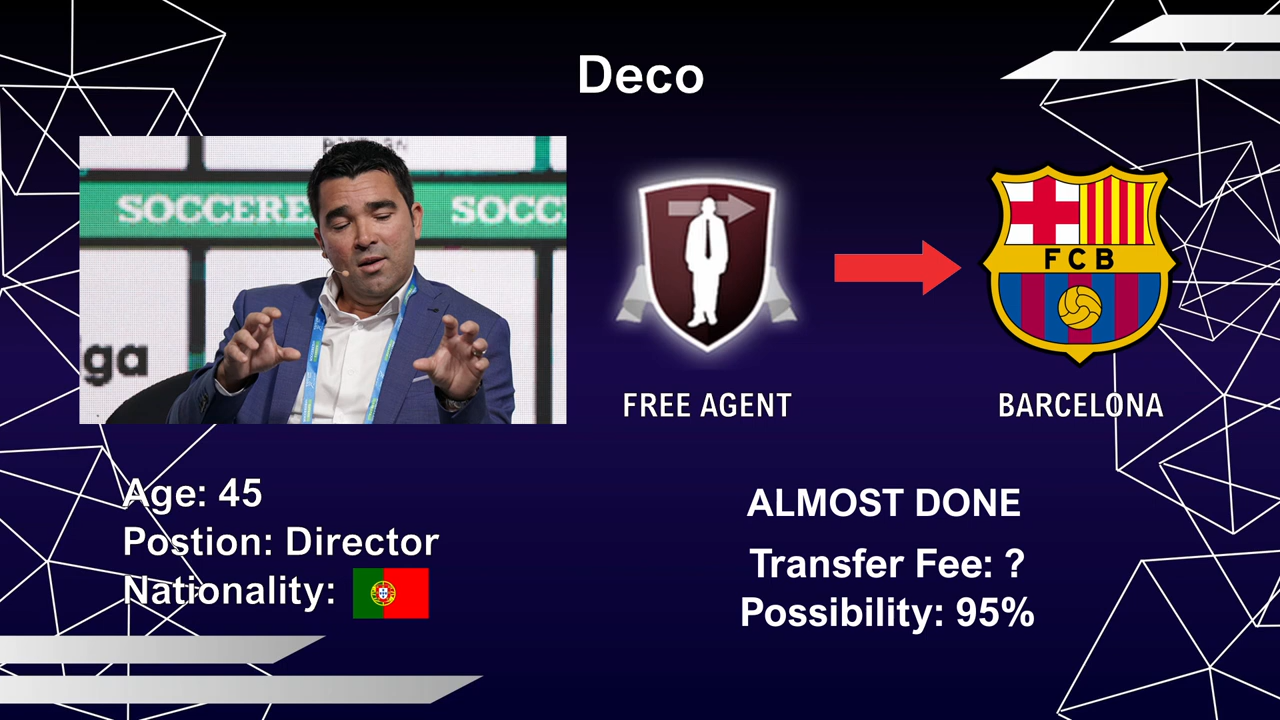 Deco
SOCCERE
SOCC
ga
FCB
FREE AGENT
BARCELONA
Age: 45
Postion: Director
Nationality:
ALMOST DONE
Transfer Fee: ?
Possibility: 95%